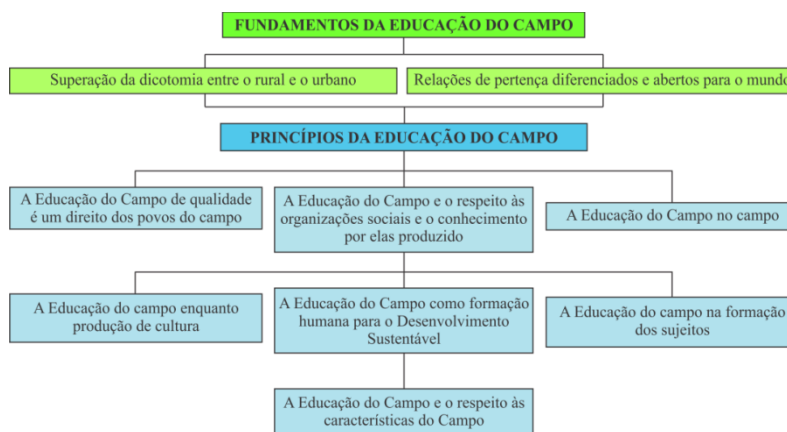 FUNDAMENTOS DA EDUCAÇÃO DO CAMPO
Superação da dicotomia entre o rural e o urbano
Relações de pertença diferenciados e abertos para o mundo
PRINCÍPIOS DA EDUCAÇÃO DO CAMPO
A Educação do Campo de qualidade
é um direito dos povos do campo
A Educação do Campo e o respeito às
organizações sociais e o conhecimento
por elas produzido
A Educação do Campo no campo
A Educação do campo enquanto
produção de cultura
A Educação do Campo como formação
humana para o Desenvolvimento
Sustentável
A Educação do campo na formação
dos sujeitos
A Educação do Campo e o respeito às
características do Campo